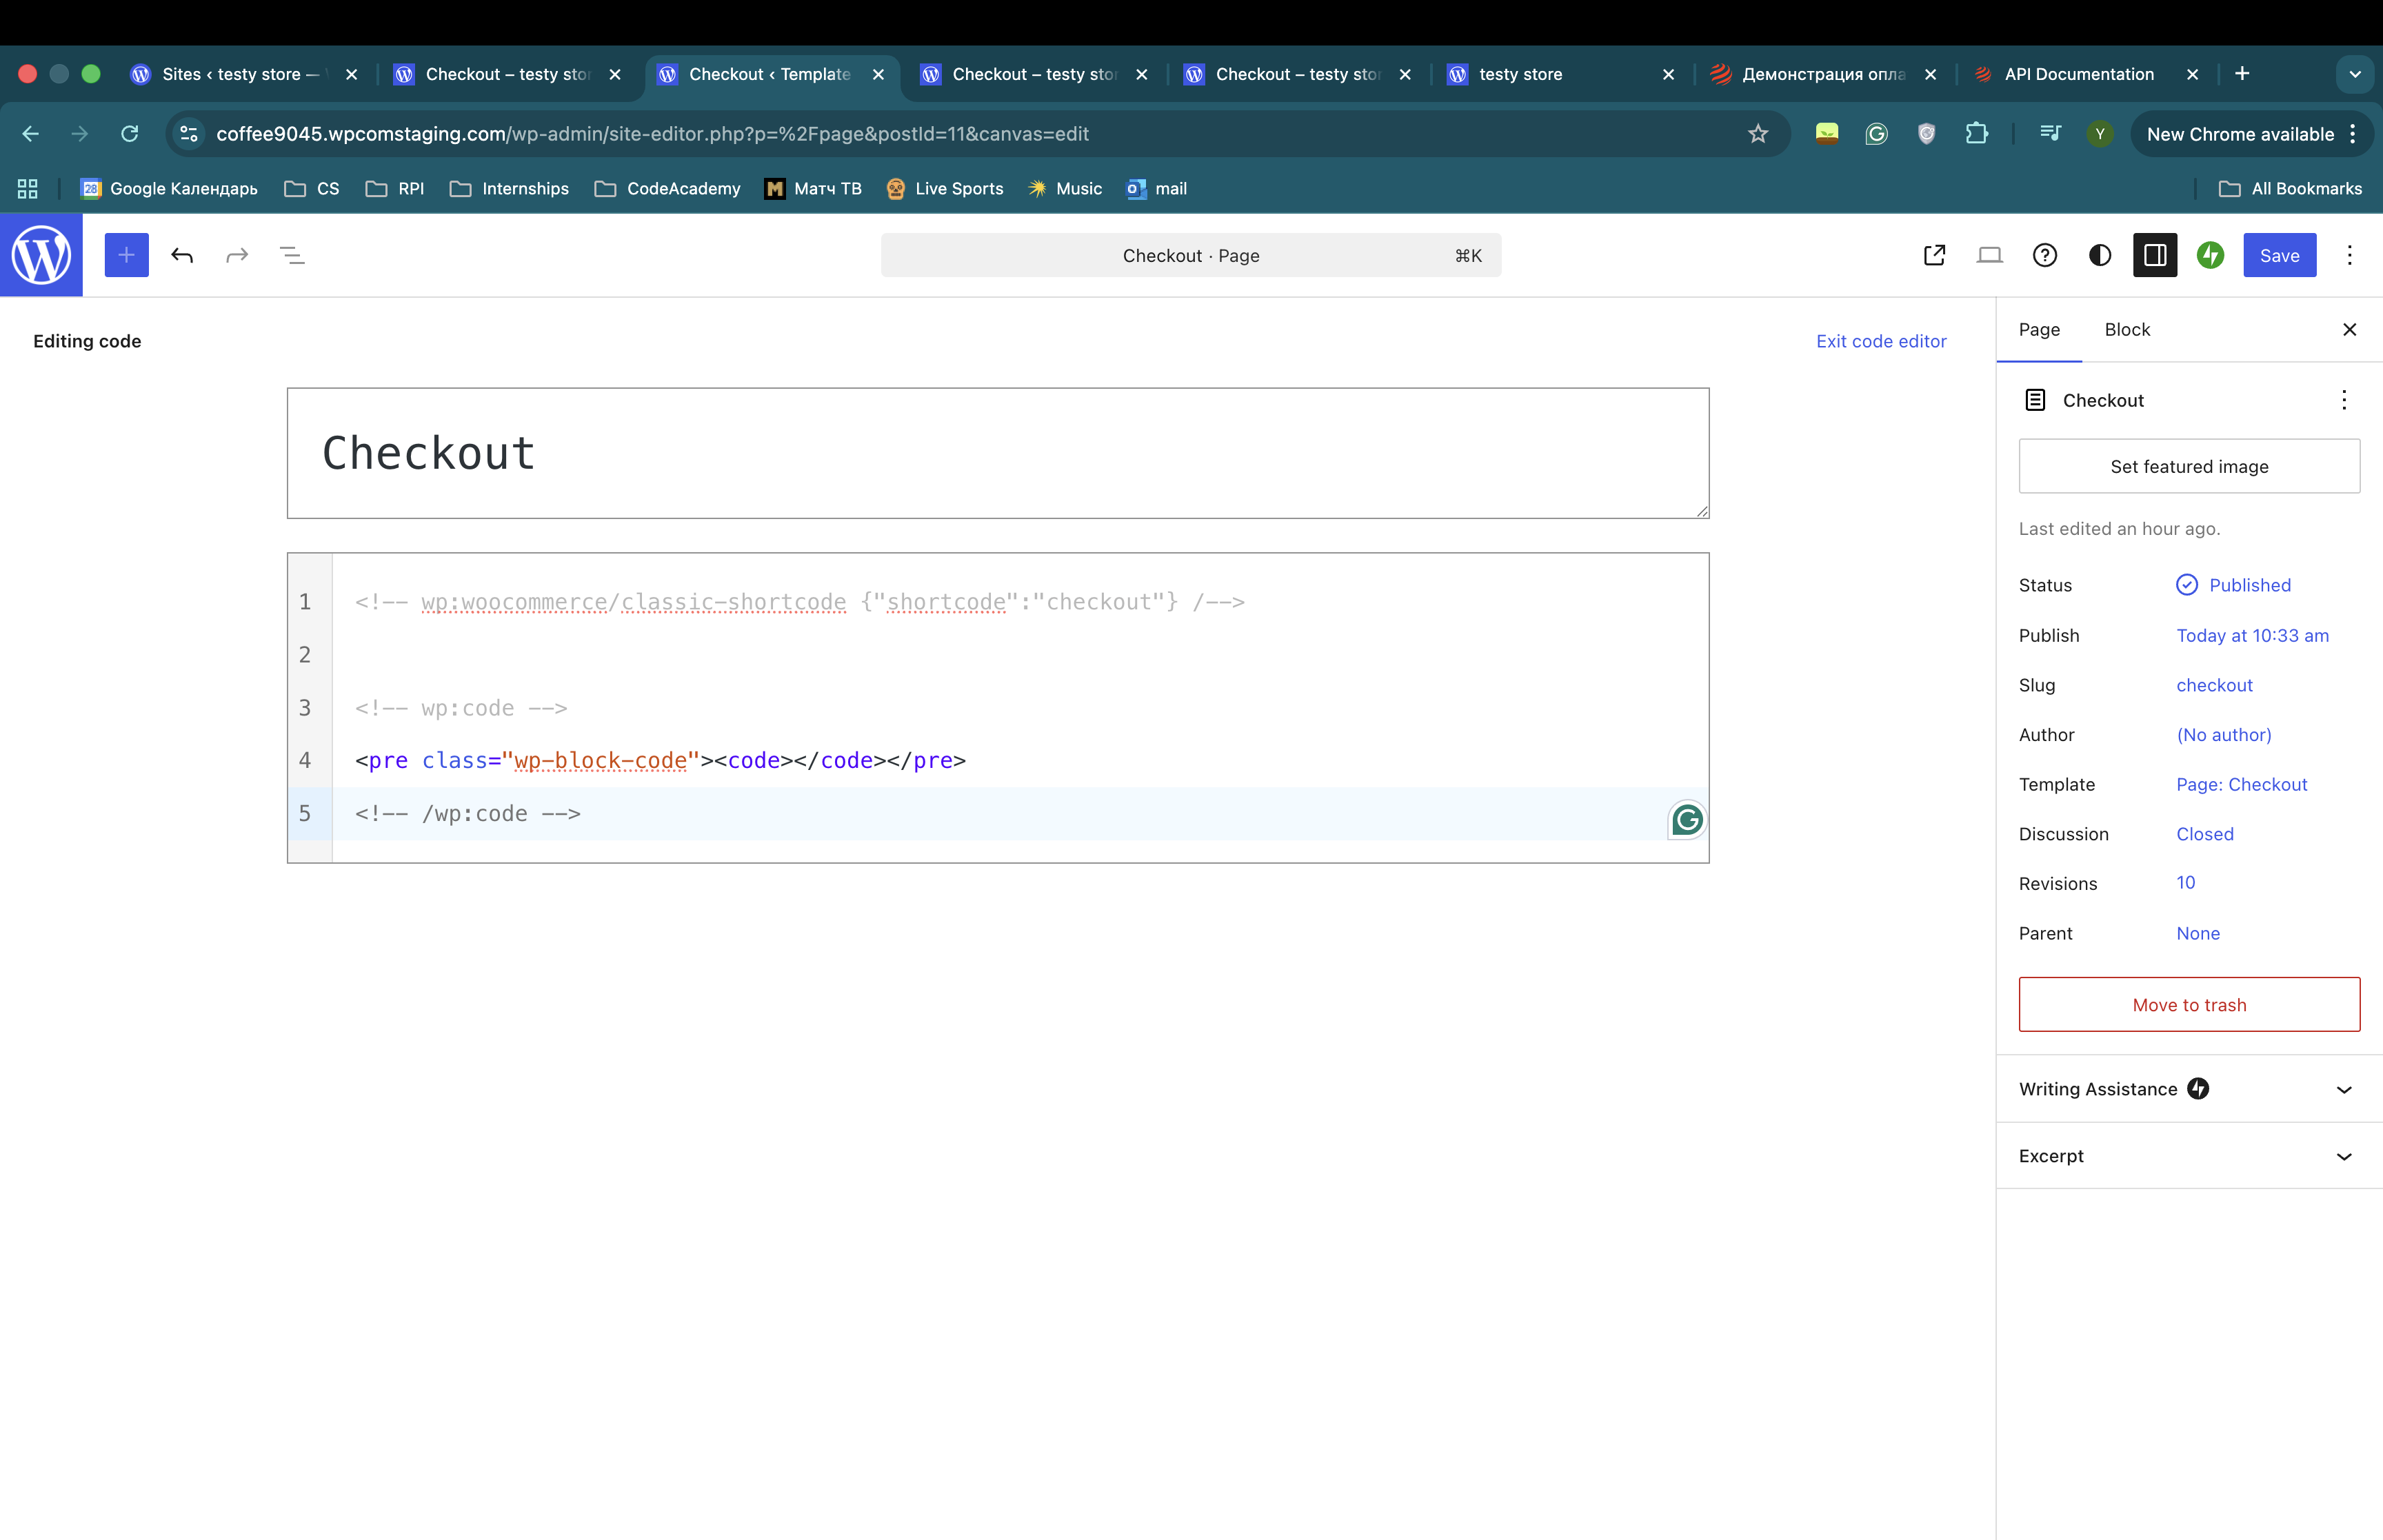 Sites ‹ testy store —
Checkout – testy stor
Checkout ‹ Template
Checkout – testy stor
Checkout – testy stor
testy store
Демонстрация опла
API Documentation
coffee9045.wpcomstaging.com/wp-admin/site-editor.php?p=%2Fpage&postId=11&canvas=edit
Y
New Chrome available
28 Google Календарь
CS
RPI
Internships
CodeAcademy
M Матч ТВ
Live Sports
Music
mail
All Bookmarks
Checkout · Page ⌘K
Save
Editing code
Exit code editor
Checkout
1 <!-- wp:woocommerce/classic-shortcode {"shortcode":"checkout"} /-->
2
3 <!-- wp:code -->
4 <pre class="wp-block-code"><code></code></pre>
5 <!-- /wp:code -->
Page Block
Checkout
Set featured image
Last edited an hour ago.
Status Published
Publish Today at 10:33 am
Slug checkout
Author (No author)
Template Page: Checkout
Discussion Closed
Revisions 10
Parent None
Move to trash
Writing Assistance
Excerpt